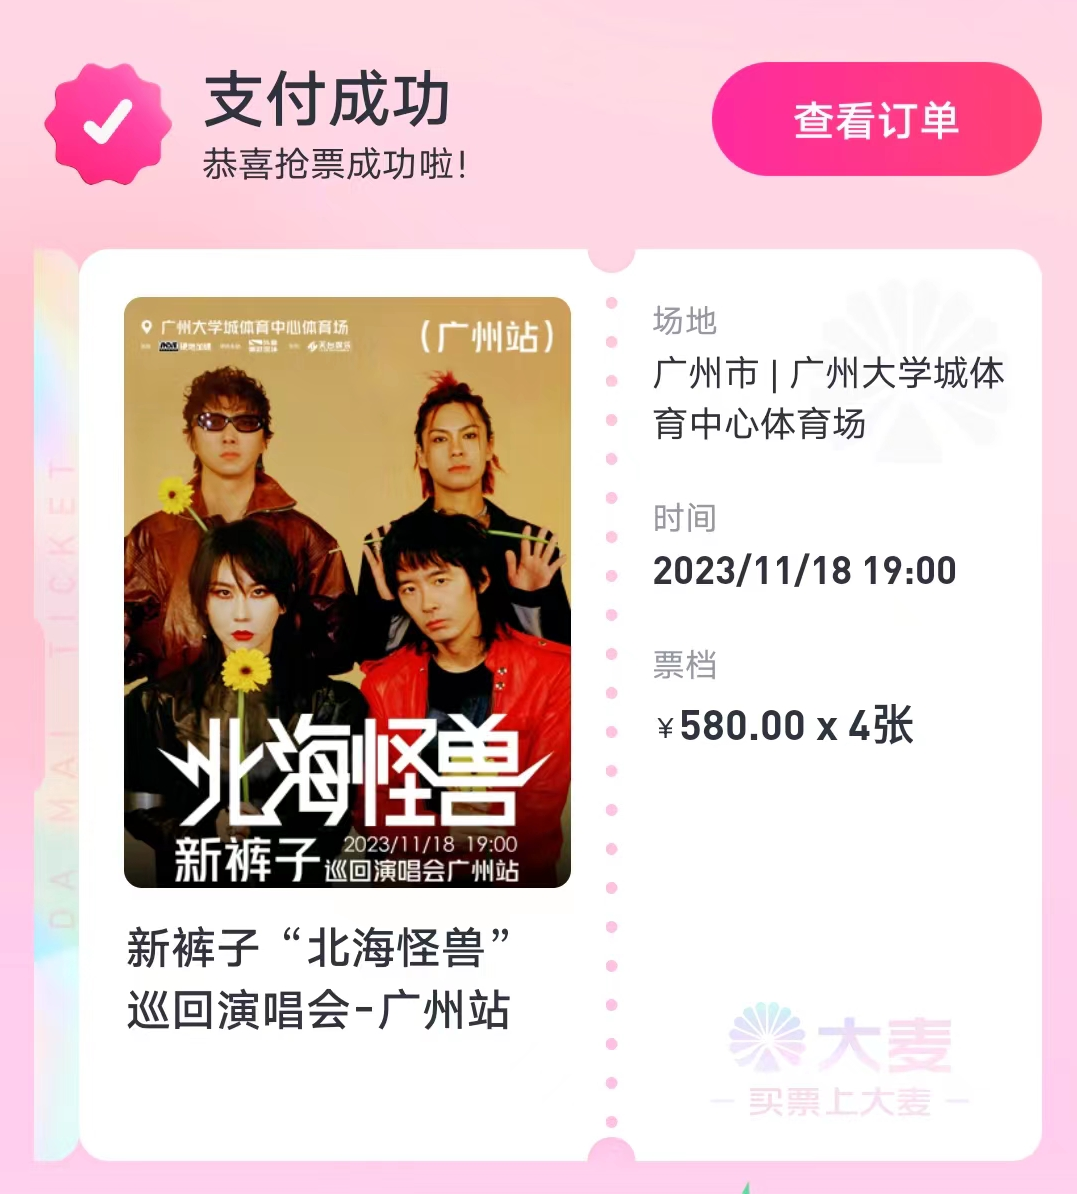 支付成功
恭喜抢票成功啦!
查看订单
广州大学城体育中心体育场
(广州站)
北海怪兽
新裤子
2023/11/18 19:00
巡回演唱会广州站
新裤子“北海怪兽”
巡回演唱会-广州站
场地
广州市 | 广州大学城体
育中心体育场
时间
2023/11/18 19:00
票档
¥580.00 x 4张
大麦
买票上大麦
DA MAI TICKET